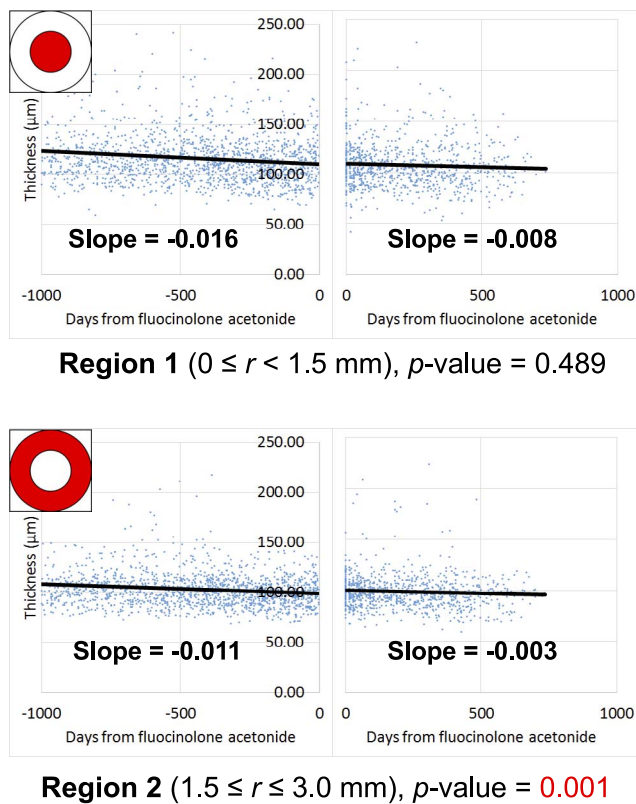 250.00
200.00
150.00
100.00
50.00
0.00
Thickness (µm)
Slope = -0.016
Slope = -0.008
-1000 -500 0
0 500 1000
Days from fluocinolone acetonide
Days from fluocinolone acetonide
Region 1 (0 ≤ r < 1.5 mm), p-value = 0.489
250.00
200.00
150.00
100.00
50.00
0.00
Thickness (µm)
Slope = -0.011
Slope = -0.003
-1000 -500 0
0 500 1000
Days from fluocinolone acetonide
Days from fluocinolone acetonide
Region 2 (1.5 ≤ r ≤ 3.0 mm), p-value = 0.001